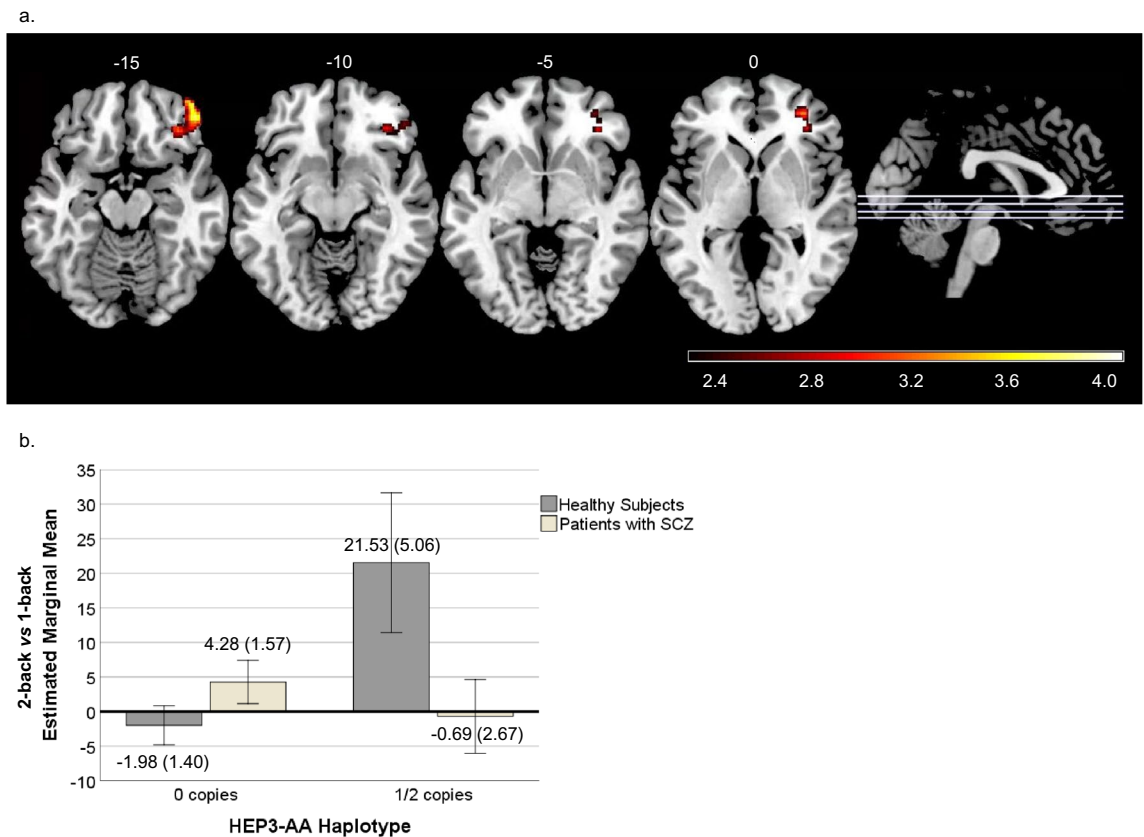 a.
-15 -10 -5 0
2.4 2.8 3.2 3.6 4.0
b.
35
30
25
20
15
10
5
0
-5
-10
2-back vs 1-back
Estimated Marginal Mean
Healthy Subjects
Patients with SCZ
21.53 (5.06)
4.28 (1.57)
-0.69 (2.67)
-1.98 (1.40)
0 copies 1/2 copies
HEP3-AA Haplotype